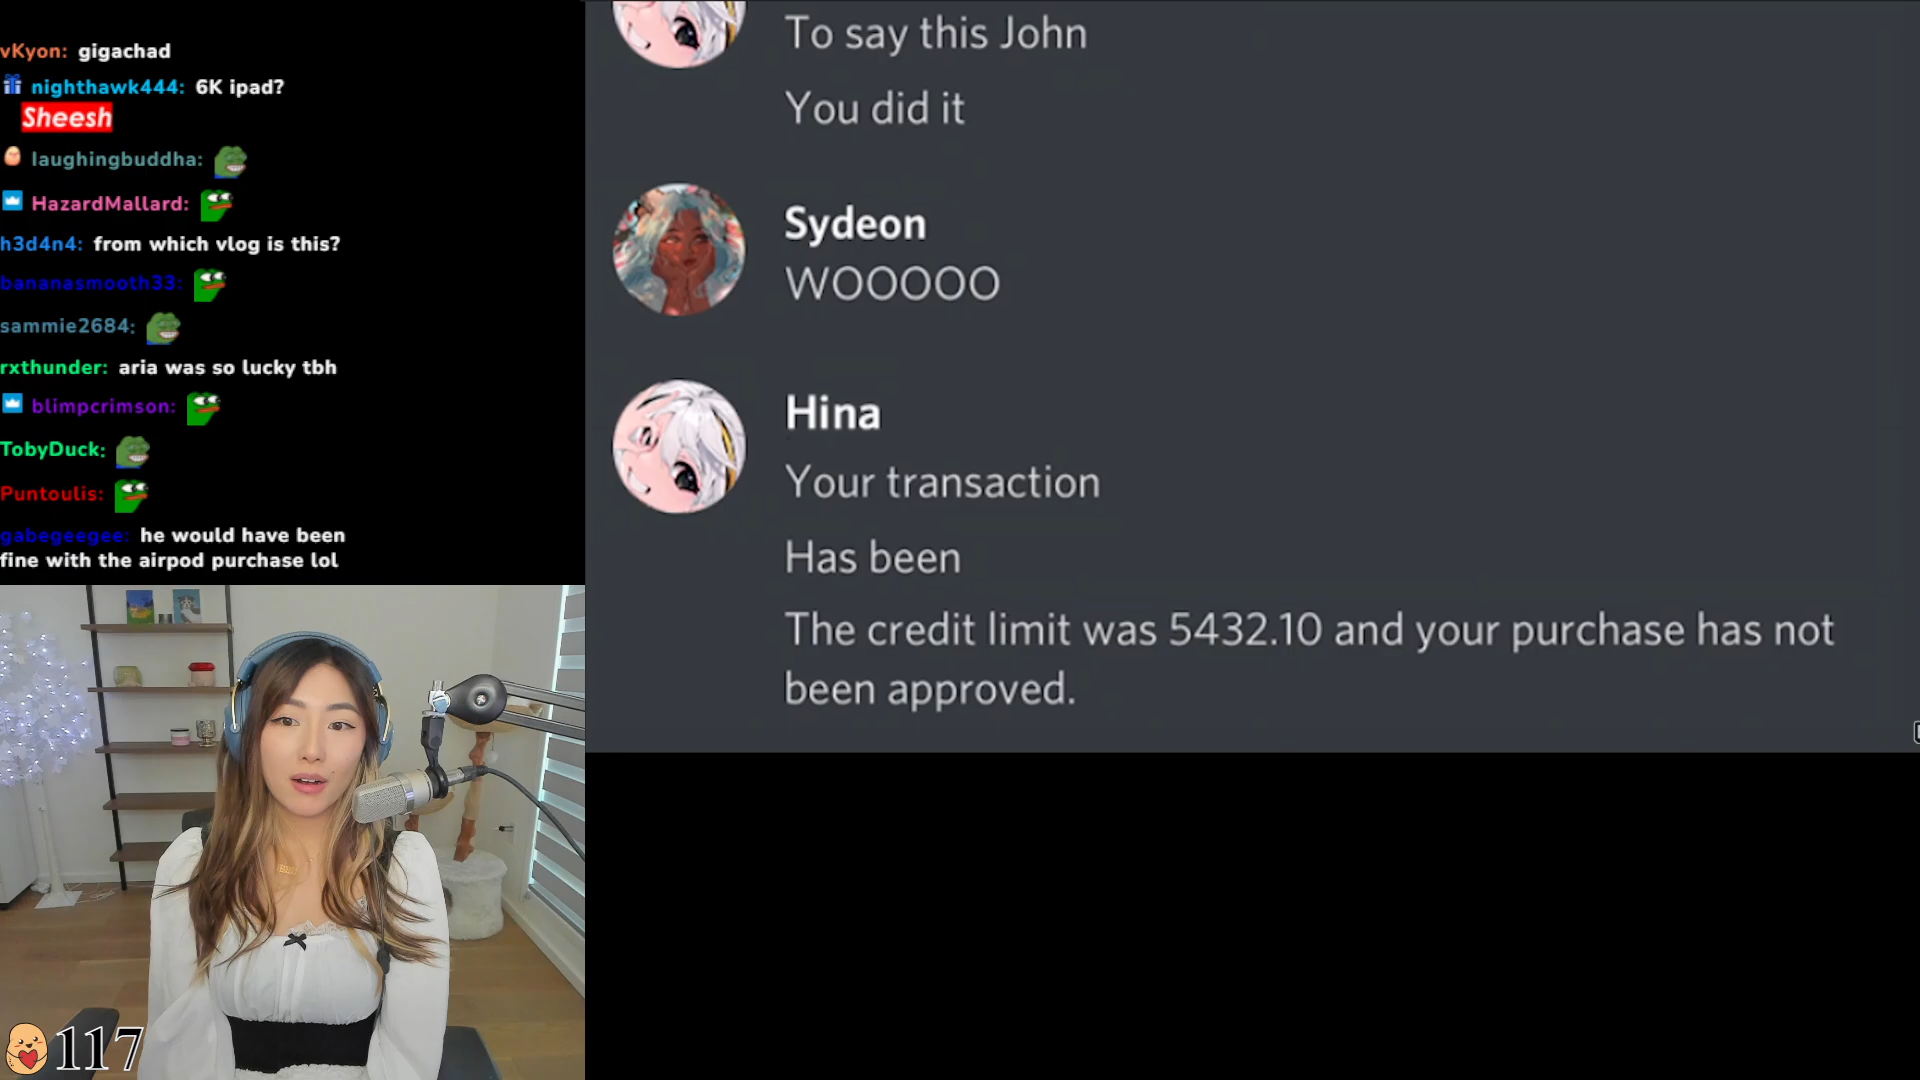 vKyon: gigachad
nighthawk444: 6K ipad?
Sheesh
laughingbuddha:
HazardMallard:
h3d4n4: from which vlog is this?
bananasmooth33:
sammie2684:
rxthunder: aria was so lucky tbh
blimpcrimson:
TobyDuck:
Puntoulis:
gabegeegee: he would have been
fine with the airpod purchase lol
117
To say this John
You did it
Sydeon
WOOOOO
Hina
Your transaction
Has been
The credit limit was 5432.10 and your purchase has not
been approved.